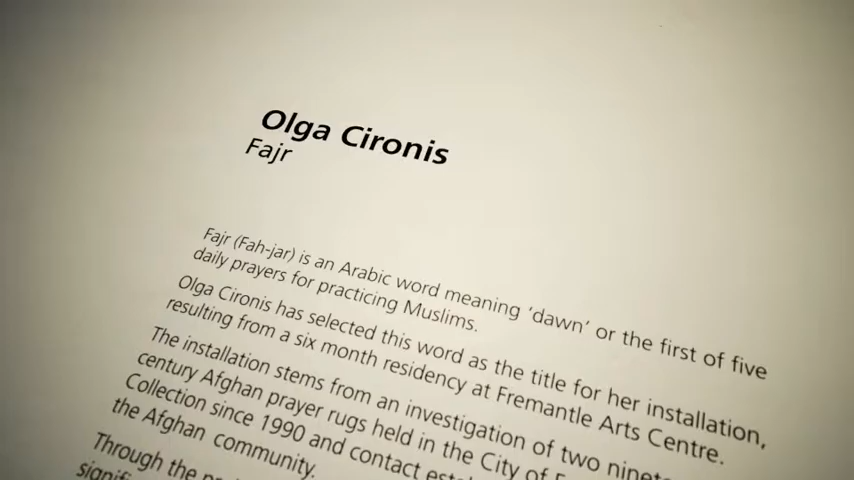 Olga Cironis
Fajr
Fajr (Fah-jar) is an Arabic word meaning ‘dawn’ or the first of five
daily prayers for practicing Muslims.
Olga Cironis has selected this word as the title for her installation,
resulting from a six month residency at Fremantle Arts Centre.
The installation stems from an investigation of two
century Afghan prayer rugs held in the City of
Collection since 1990 and contact
the Afghan community.
Through the